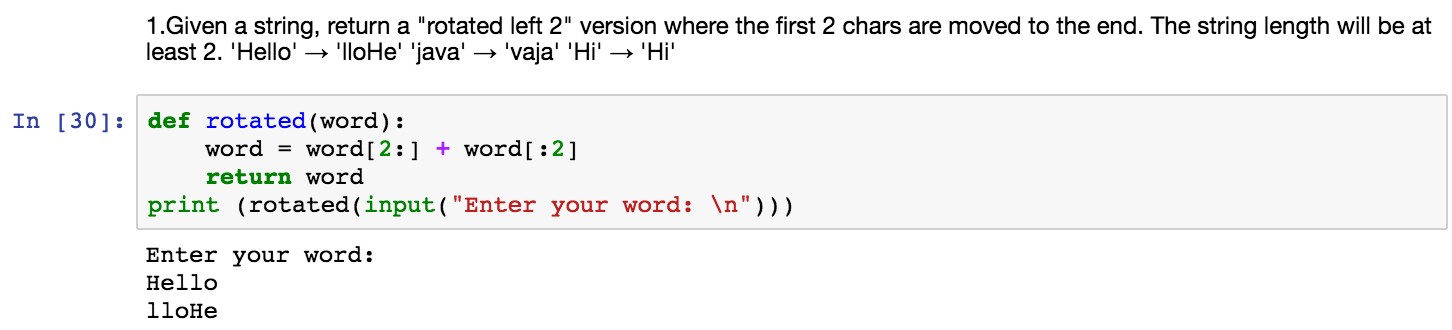 1.Given a string, return a "rotated left 2" version where the first 2 chars are moved to the end. The string length will be at
least 2. 'Hello' → 'lloHe' 'java' → 'vaja' 'Hi' → 'Hi'
In [30]: def rotated(word):
    word = word[2:] + word[:2]
    return word
print (rotated(input("Enter your word: \n")))
Enter your word:
Hello
lloHe